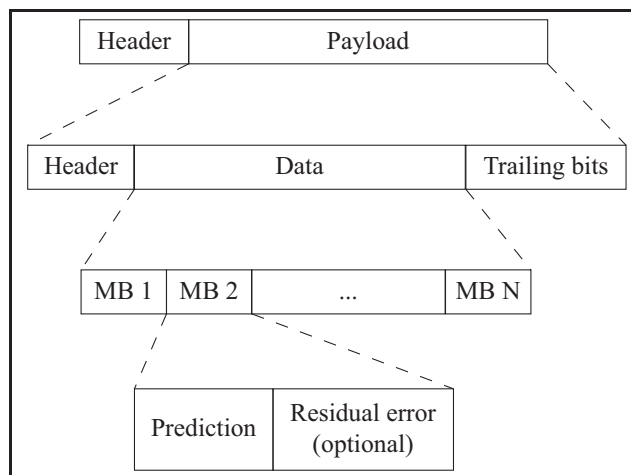 Header Payload
Header Data Trailing bits
MB 1 MB 2 ... MB N
Prediction Residual error
(optional)